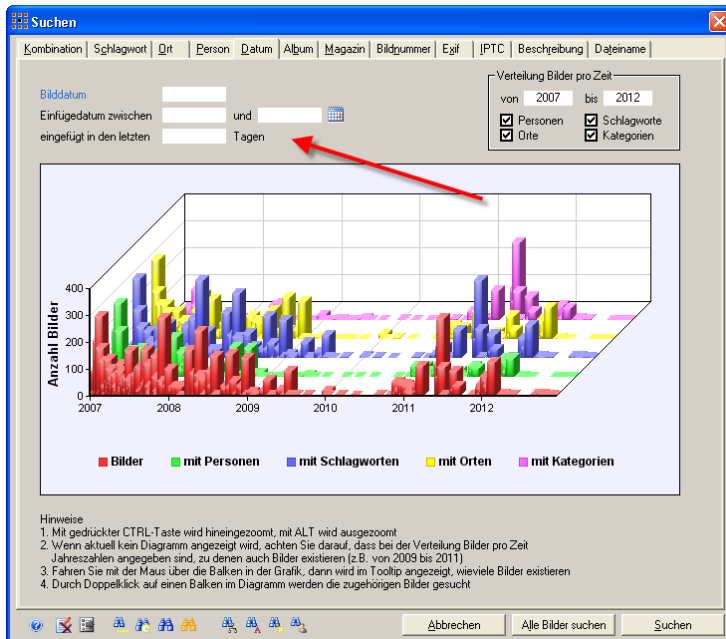 Suchen
Kombination Schlagwort Ort Person Datum Album Magazin Bildnummer Exif IPTC Beschreibung Dateiname
Bilddatum
Einfügedatum zwischen und
eingefügt in den letzten Tagen
Verteilung Bilder pro Zeit
von 2007 bis 2012
Personen Schlagworte
Orte Kategorien
Anzahl Bilder
400
300
200
100
0
2007 2008 2009 2010 2011 2012
Bilder mit Personen mit Schlagworten mit Orten mit Kategorien
Hinweise
1. Mit gedrückter CTRL-Taste wird hineingezoomt, mit ALT wird ausgezoomt
2. Wenn aktuell kein Diagramm angezeigt wird, achten Sie darauf, dass bei der Verteilung Bilder pro Zeit
Jahreszahlen angegeben sind, zu denen auch Bilder existieren (z.B. von 2009 bis 2011)
3. Fahren Sie mit der Maus über die Balken in der Grafik, dann wird im Tooltip angezeigt, wieviele Bilder existieren
4. Durch Doppelklick auf einen Balken im Diagramm werden die zugehörigen Bilder gesucht
Abbrechen Alle Bilder suchen Suchen